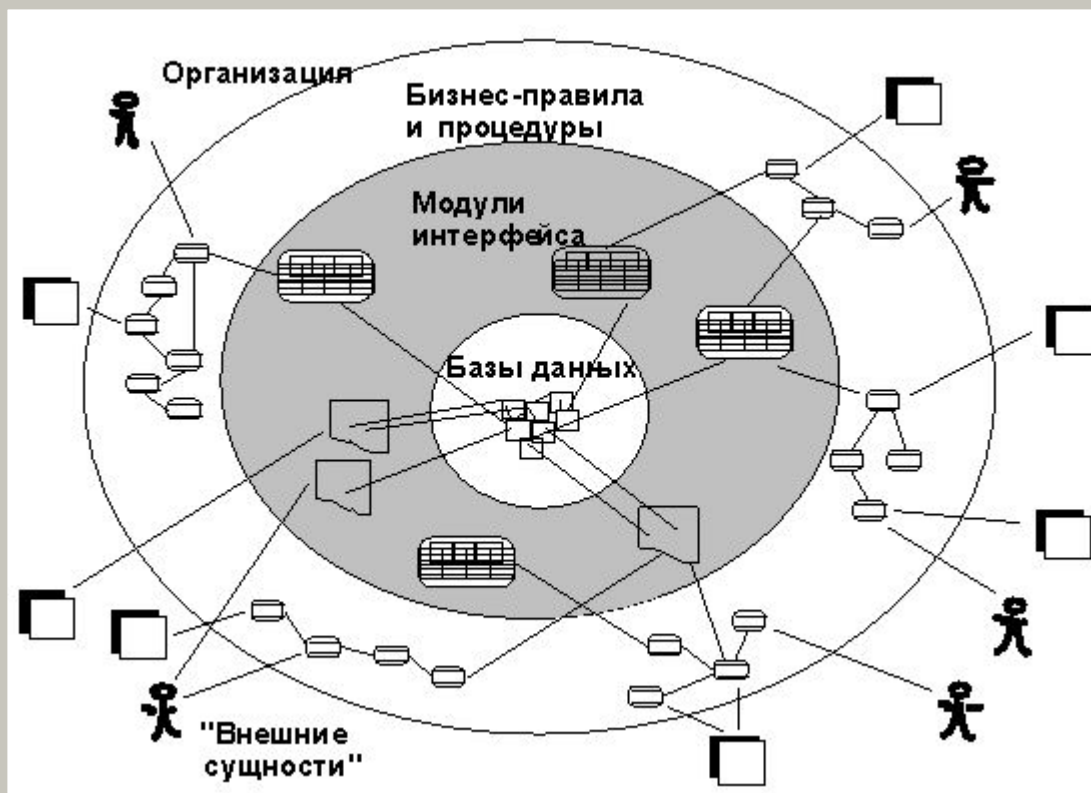 Организация
Бизнес-правила
и процедуры
Модули
интерфейса
Базы данных
"Внешние
сущности"